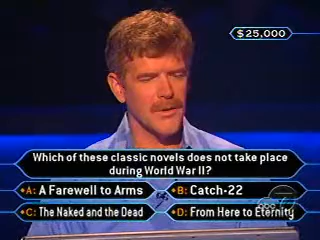 $25,000
Which of these classic novels does not take place
during World War II?
A: A Farewell to Arms
B: Catch-22
C: The Naked and the Dead
D: From Here to Eternity
abc